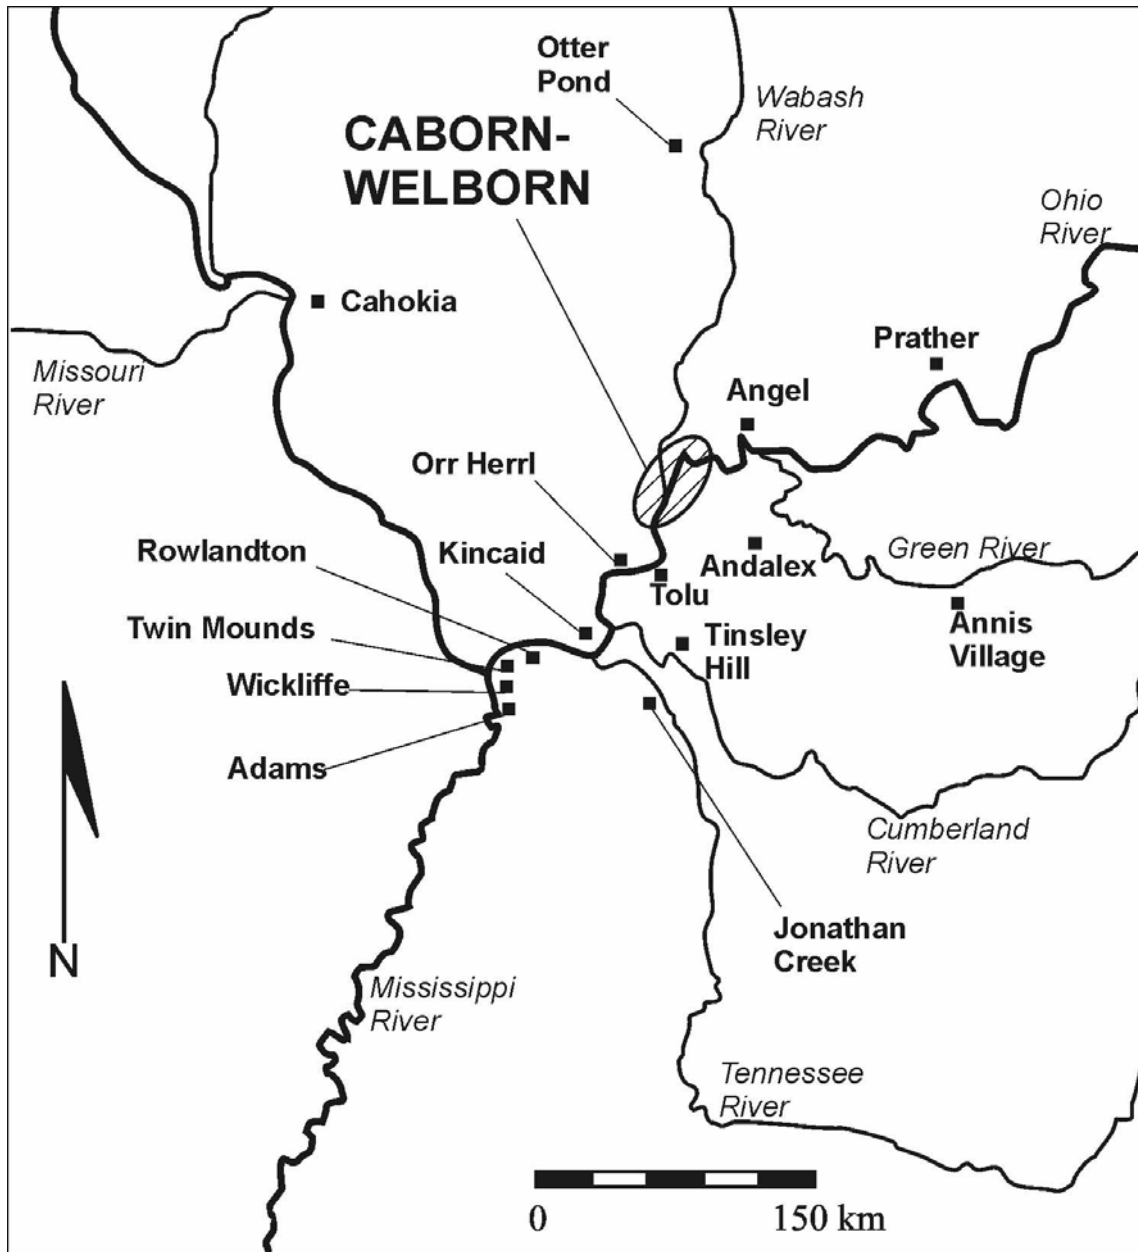 Otter
Pond
Wabash
River
CABORN-
WELBORN
Ohio
River
Cahokia
Prather
Missouri
River
Angel
Orr Herrl
Rowlandton
Kincaid
Green River
Andalex
Tolu
Twin Mounds
Tinsley
Hill
Annis
Village
Wickliffe
Adams
Cumberland
River
Jonathan
Creek
N
Mississippi
River
Tennessee
River
0
150 km